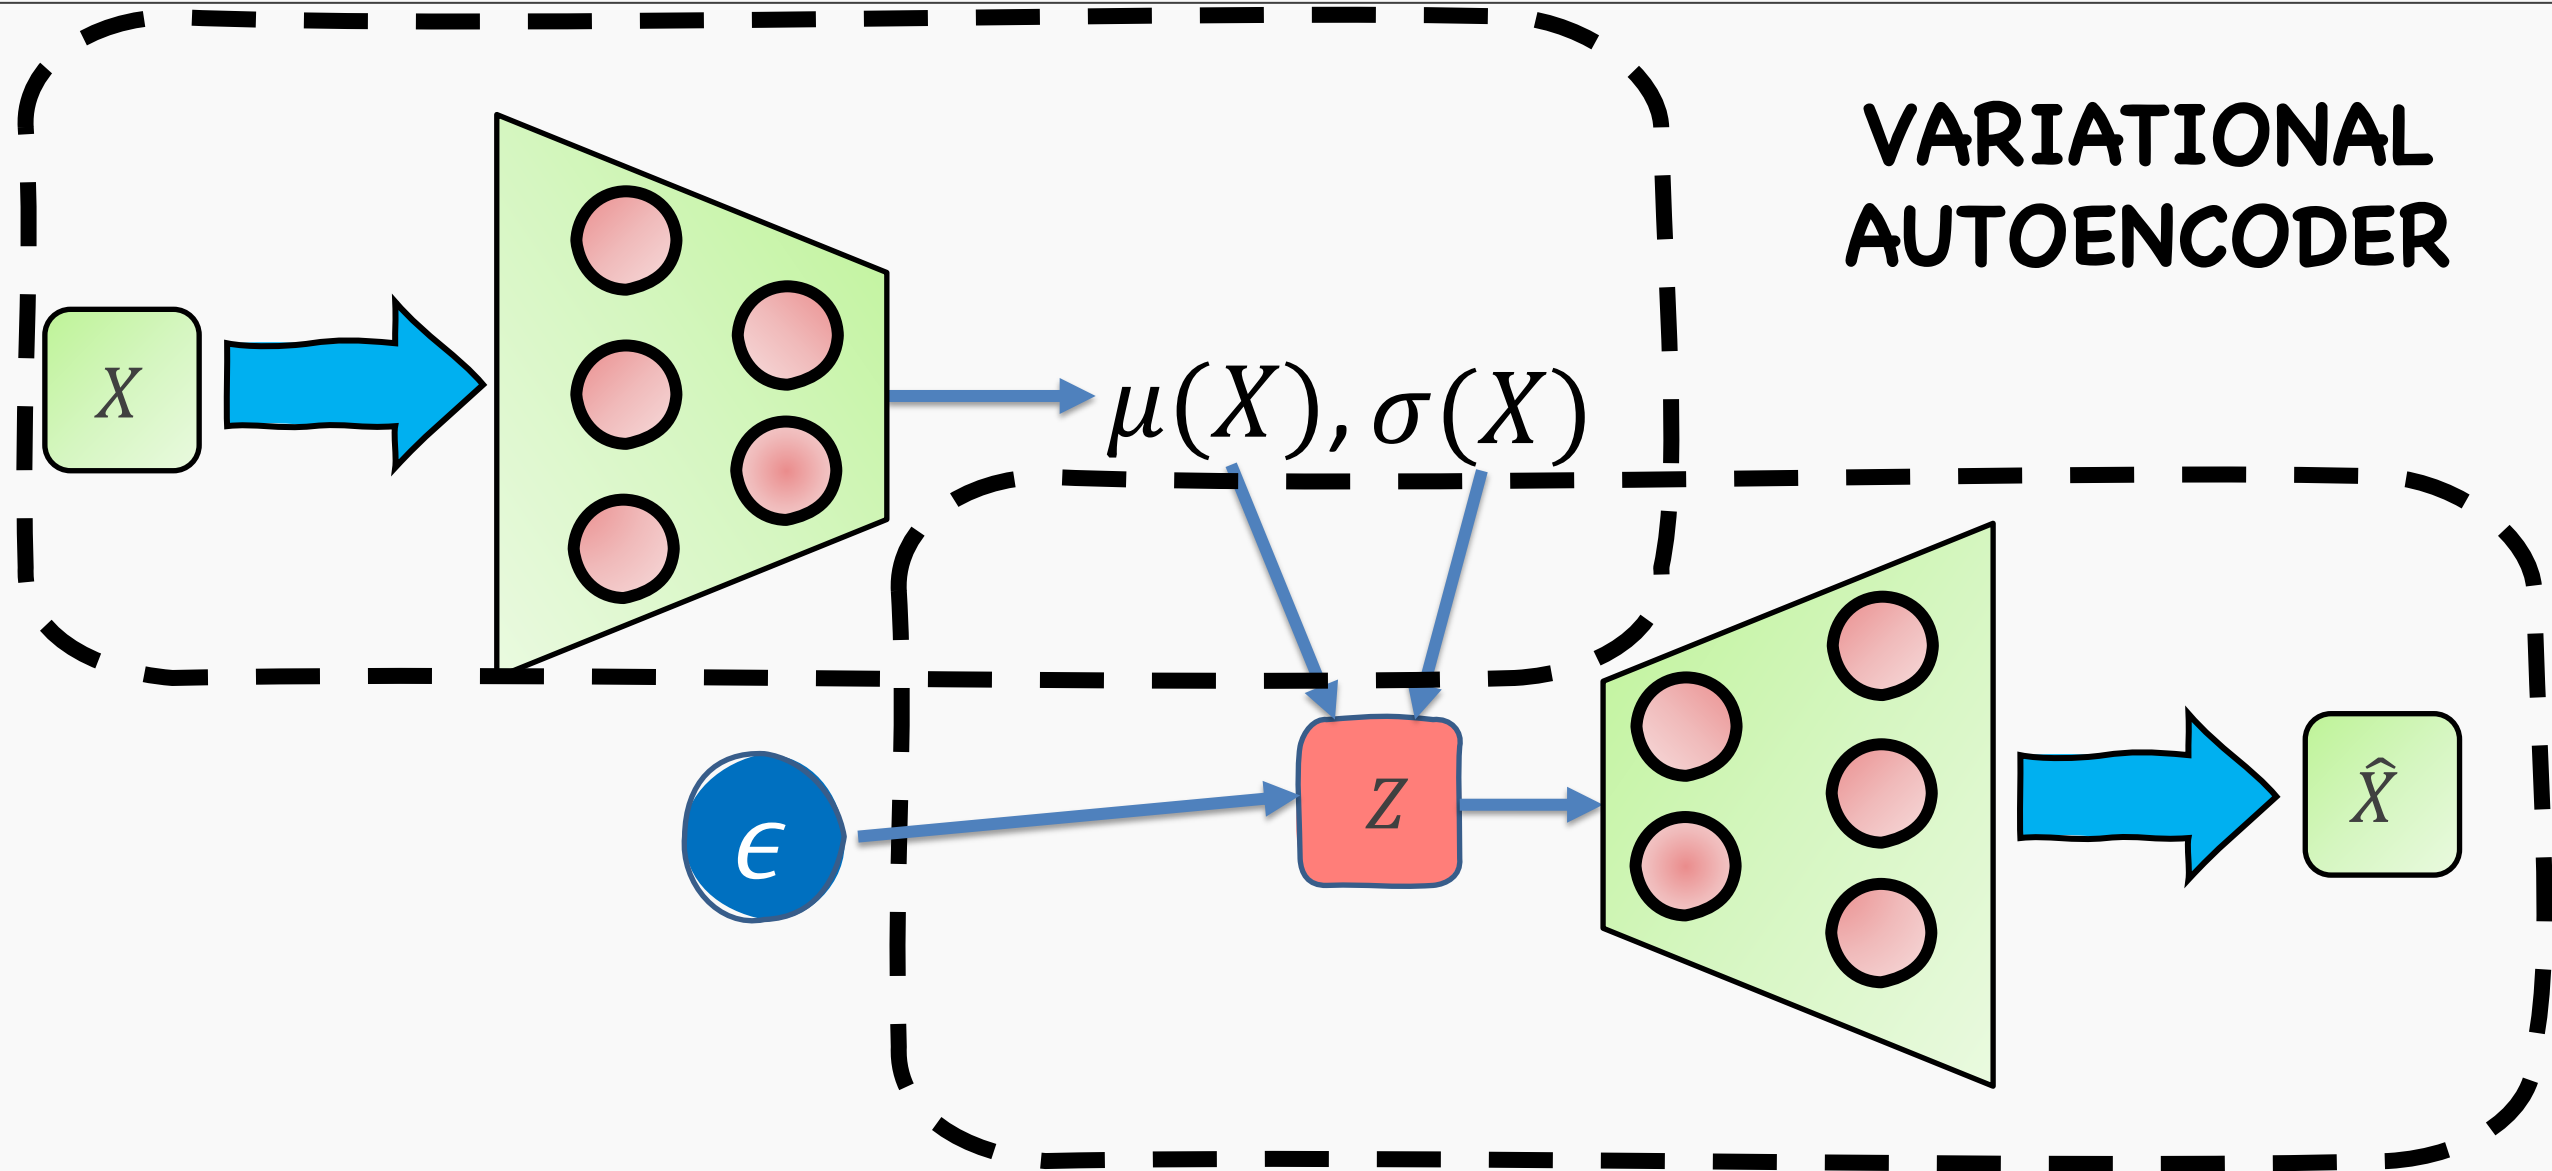 VARIATIONAL
AUTOENCODER
X
μ(X), σ(X)
ϵ
Z
X̂